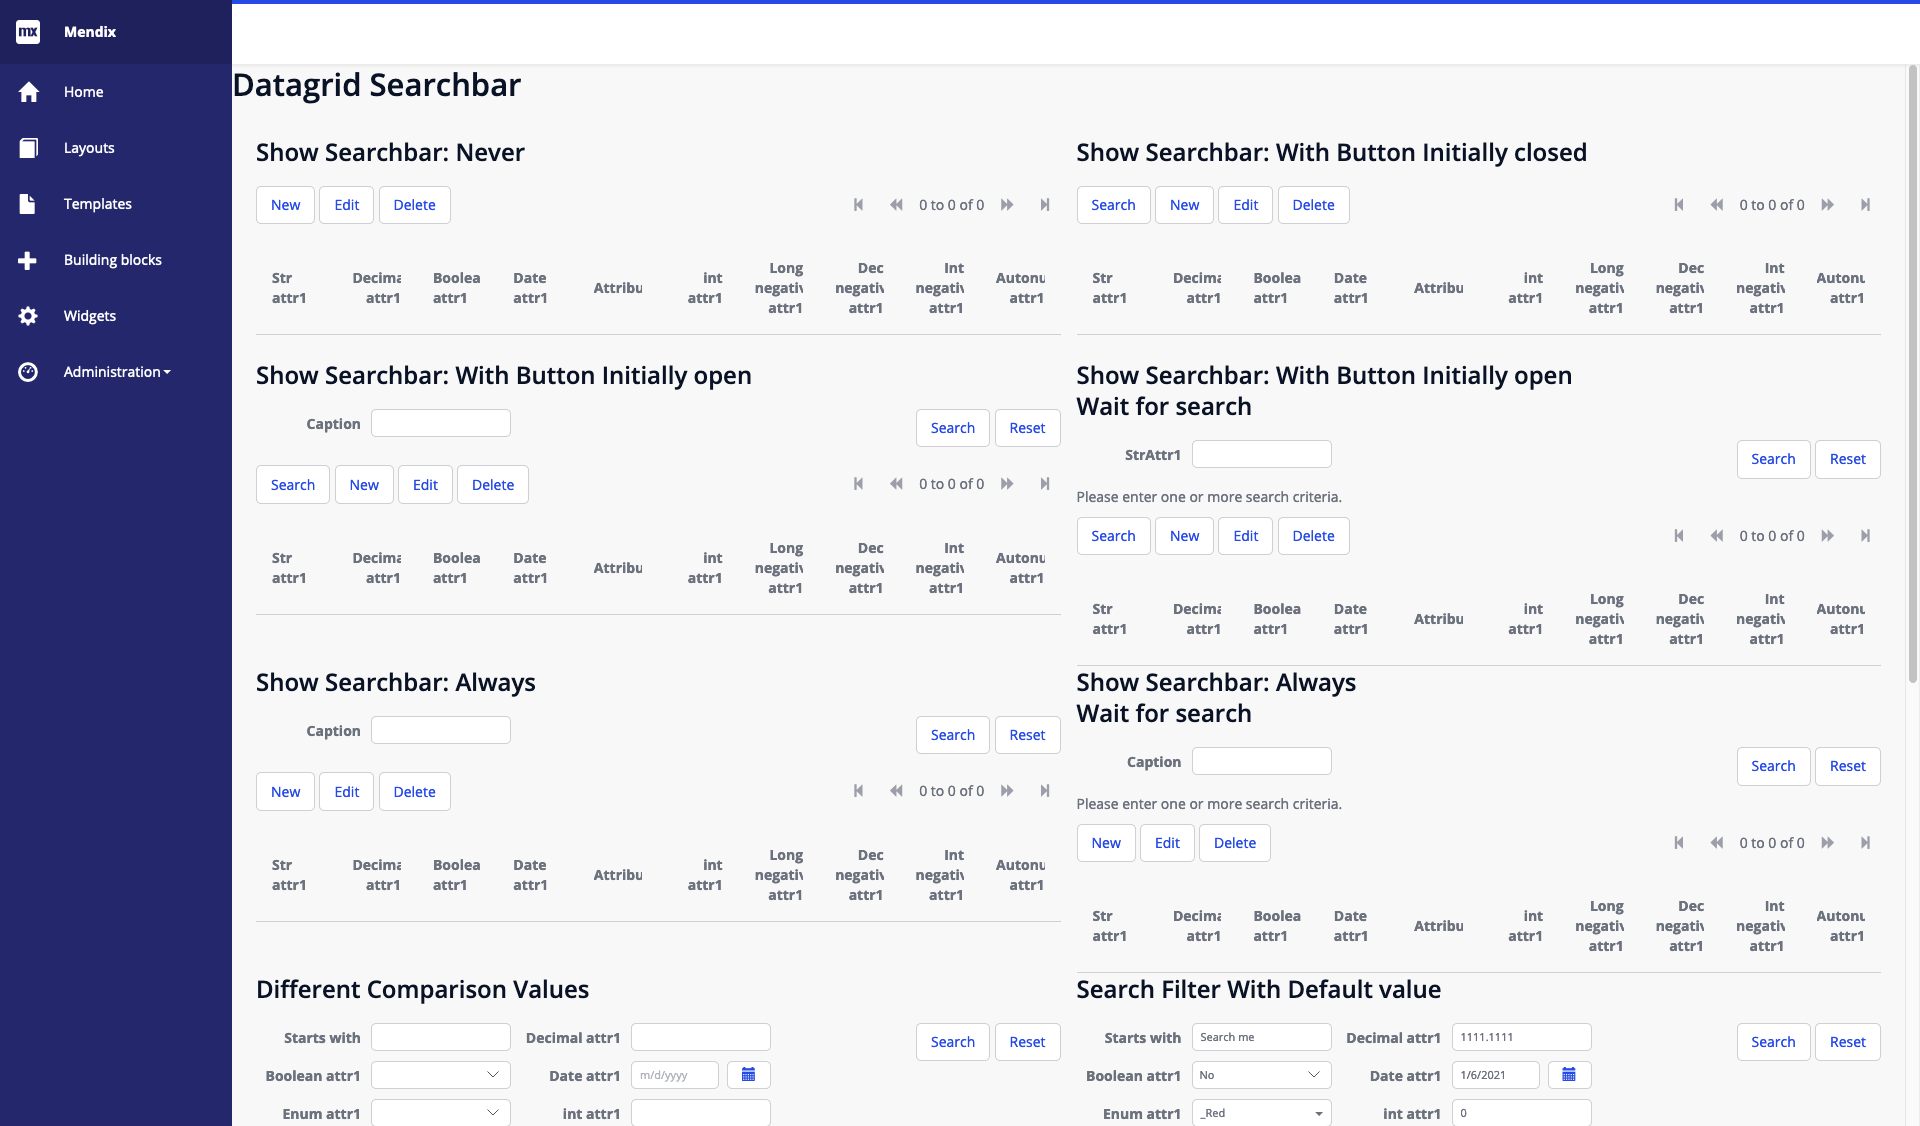 mx Mendix
Home
Layouts
Templates
Building blocks
Widgets
Administration
Datagrid Searchbar
Show Searchbar: Never
New Edit Delete 0 to 0 of 0
Str attr1 Decima attr1 Boolea attr1 Date attr1 Attribu int attr1 Long negativ attr1 Dec negativ attr1 Int negativ attr1 Autonu attr1
Show Searchbar: With Button Initially closed
Search New Edit Delete 0 to 0 of 0
Str attr1 Decima attr1 Boolea attr1 Date attr1 Attribu int attr1 Long negativ attr1 Dec negativ attr1 Int negativ attr1 Autonu attr1
Show Searchbar: With Button Initially open
Caption Search Reset
Search New Edit Delete 0 to 0 of 0
Str attr1 Decima attr1 Boolea attr1 Date attr1 Attribu int attr1 Long negativ attr1 Dec negativ attr1 Int negativ attr1 Autonu attr1
Show Searchbar: With Button Initially open
Wait for search
StrAttr1 Search Reset
Please enter one or more search criteria.
Search New Edit Delete 0 to 0 of 0
Str attr1 Decima attr1 Boolea attr1 Date attr1 Attribu int attr1 Long negativ attr1 Dec negativ attr1 Int negativ attr1 Autonu attr1
Show Searchbar: Always
Caption Search Reset
New Edit Delete 0 to 0 of 0
Str attr1 Decima attr1 Boolea attr1 Date attr1 Attribu int attr1 Long negativ attr1 Dec negativ attr1 Int negativ attr1 Autonu attr1
Show Searchbar: Always
Wait for search
Caption Search Reset
Please enter one or more search criteria.
New Edit Delete 0 to 0 of 0
Str attr1 Decima attr1 Boolea attr1 Date attr1 Attribu int attr1 Long negativ attr1 Dec negativ attr1 Int negativ attr1 Autonu attr1
Different Comparison Values
Starts with Decimal attr1 Search Reset
Boolean attr1 Date attr1 m/d/yyyy
Enum attr1 int attr1
Search Filter With Default value
Starts with Search me Decimal attr1 1111.1111 Search Reset
Boolean attr1 No Date attr1 1/6/2021
Enum attr1 _Red int attr1 0